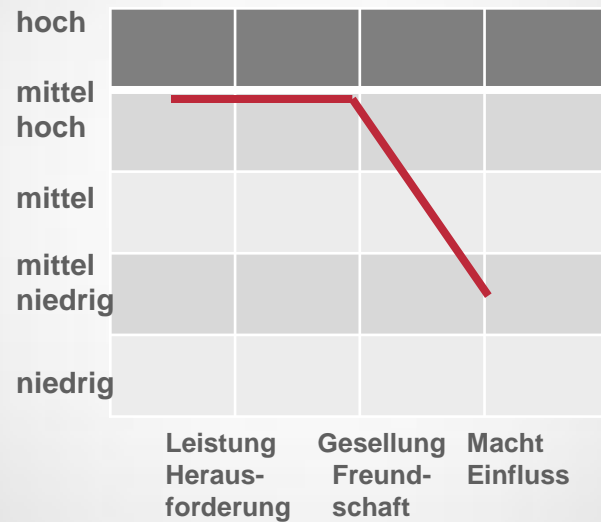 hoch
mittel
hoch
mittel
mittel
niedrig
niedrig
Leistung Gesellung Macht
Heraus- Freund- Einfluss
forderung schaft